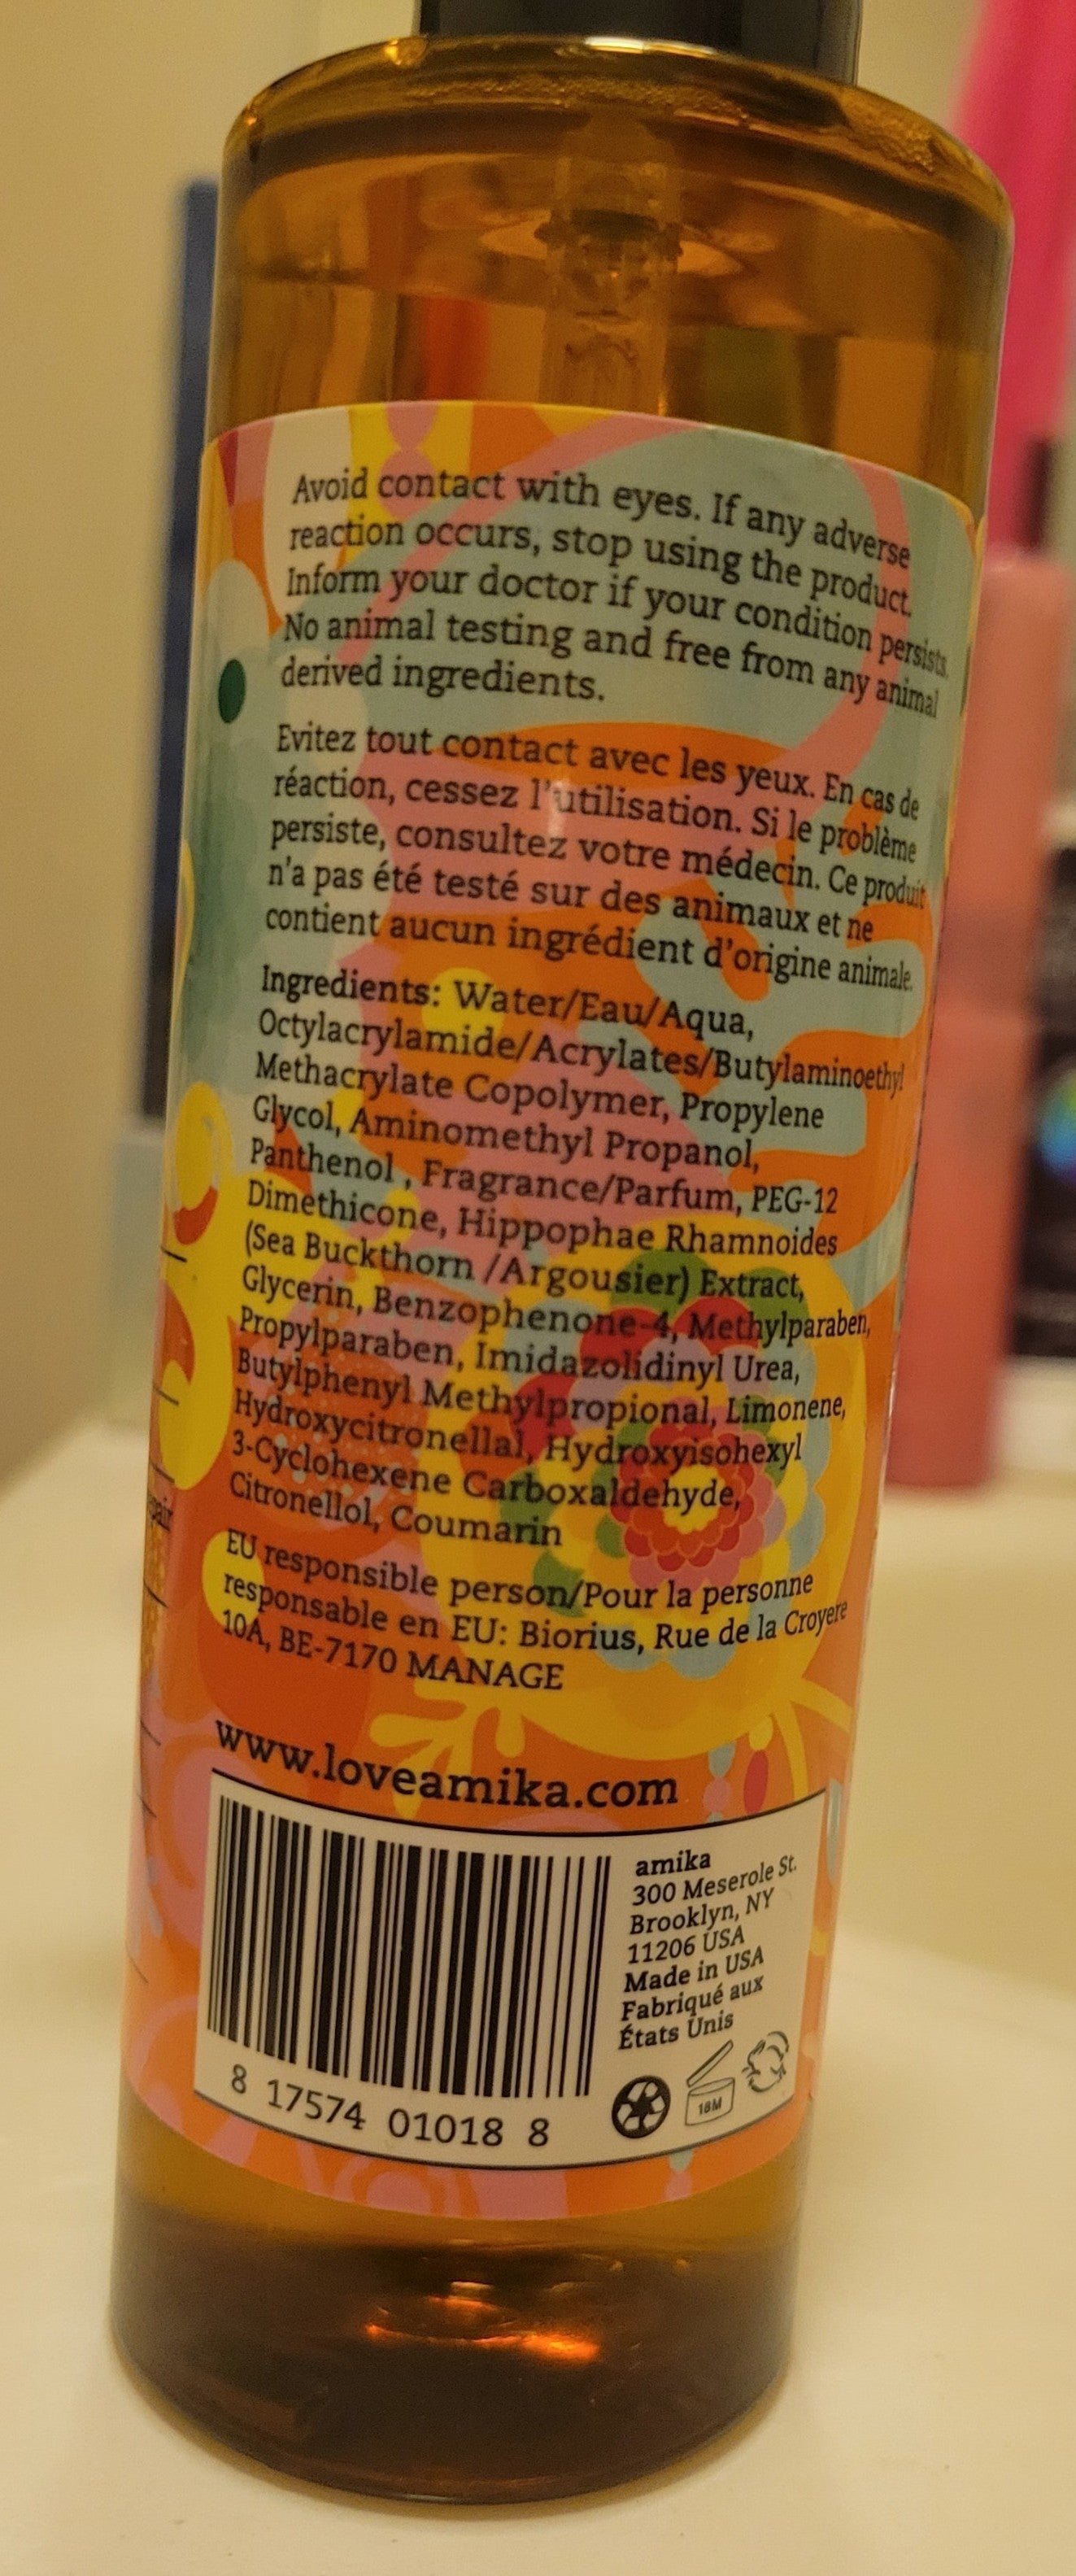 Avoid contact with eyes. If any adverse
reaction occurs, stop using the product.
Inform your doctor if your condition persists.
No animal testing and free from any animal
derived ingredients.
Evitez tout contact avec les yeux. En cas de
réaction, cessez l'utilisation. Si le problème
persiste, consultez votre médecin. Ce produit
n'a pas été testé sur des animaux et ne
contient aucun ingrédient d'origine animale.
Ingredients: Water/Eau/Aqua,
Octylacrylamide/Acrylates/Butylaminoethyl
Methacrylate Copolymer, Propylene
Glycol, Aminomethyl Propanol,
Panthenol , Fragrance/Parfum, PEG-12
Dimethicone, Hippophae Rhamnoides
(Sea Buckthorn /Argousier) Extract,
Glycerin, Benzophenone-4, Methylparaben,
Propylparaben, Imidazolidinyl Urea,
Butylphenyl Methylpropional, Limonene,
Hydroxycitronellal, Hydroxyisohexyl
3-Cyclohexene Carboxaldehyde,
Citronellol, Coumarin
EU responsible person/Pour la personne
responsable en EU: Biorius, Rue de la Croyere
10A, BE-7170 MANAGE
www.loveamika.com
amika
300 Meserole St.
Brooklyn, NY
11206 USA
Made in USA
Fabriqué aux
États Unis
18M
8 17574 01018 8